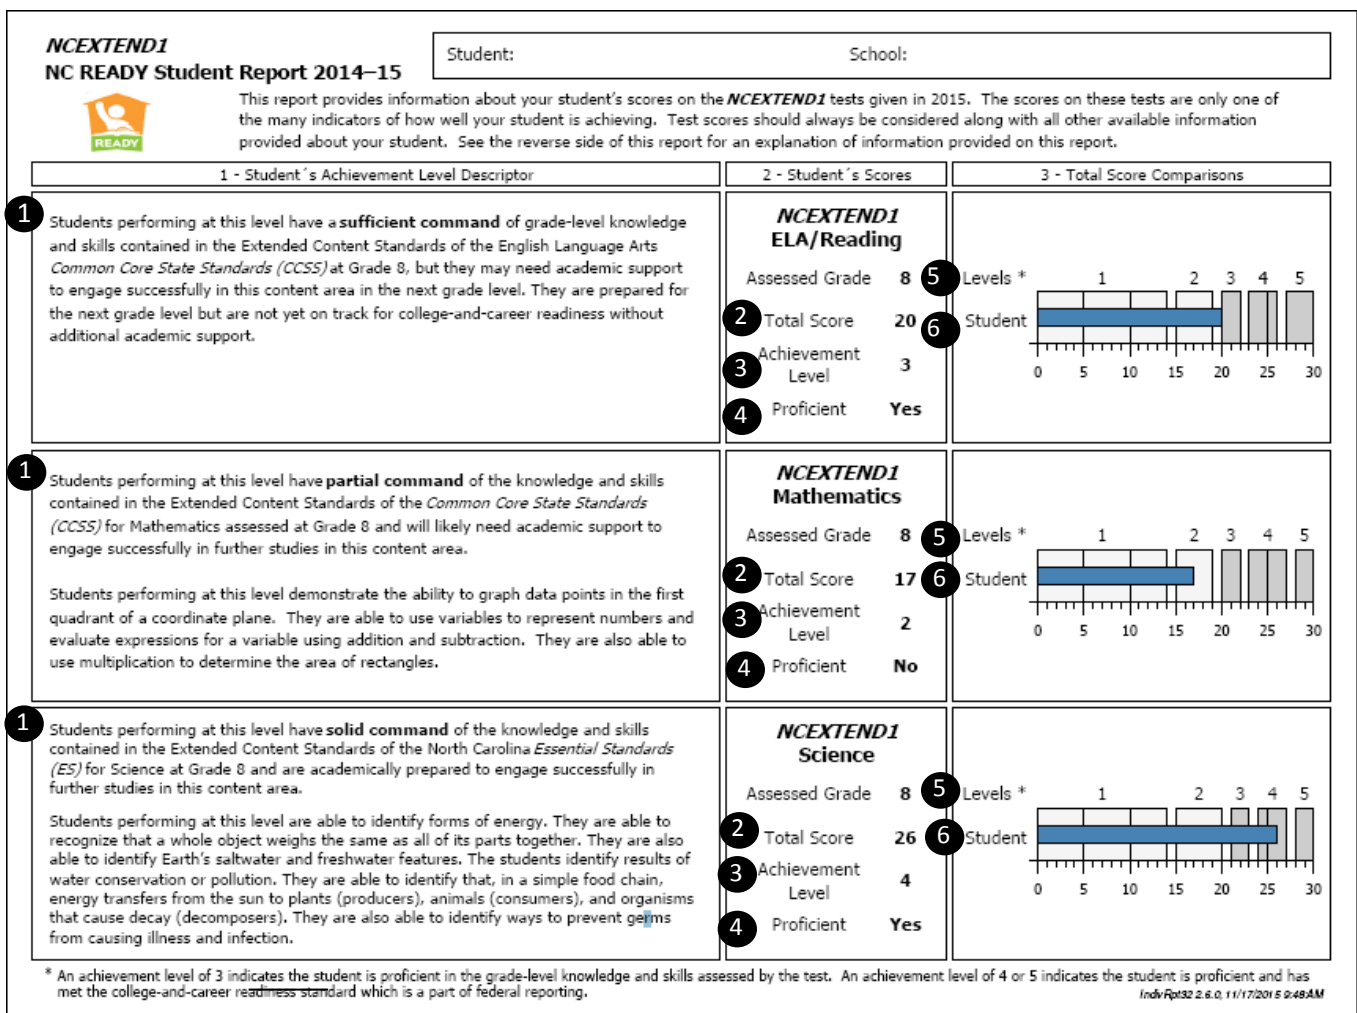 NCEXTEND1
NC READY Student Report 2014–15
Student:
School:
READY
This report provides information about your student's scores on the NCEXTEND1 tests given in 2015. The scores on these tests are only one of
the many indicators of how well your student is achieving. Test scores should always be considered along with all other available information
provided about your student. See the reverse side of this report for an explanation of information provided on this report.
1 - Student´s Achievement Level Descriptor
2 - Student´s Scores
3 - Total Score Comparisons
1
Students performing at this level have a sufficient command of grade-level knowledge
and skills contained in the Extended Content Standards of the English Language Arts
Common Core State Standards (CCSS) at Grade 8, but they may need academic support
to engage successfully in this content area in the next grade level. They are prepared for
the next grade level but are not yet on track for college-and-career readiness without
additional academic support.
NCEXTEND1
ELA/Reading
Assessed Grade 8
2 Total Score 20
3 Achievement
Level 3
4 Proficient Yes
5 Levels * 1 2 3 4 5
6 Student
0 5 10 15 20 25 30
1
Students performing at this level have partial command of the knowledge and skills
contained in the Extended Content Standards of the Common Core State Standards
(CCSS) for Mathematics assessed at Grade 8 and will likely need academic support to
engage successfully in further studies in this content area.
Students performing at this level demonstrate the ability to graph data points in the first
quadrant of a coordinate plane. They are able to use variables to represent numbers and
evaluate expressions for a variable using addition and subtraction. They are also able to
use multiplication to determine the area of rectangles.
NCEXTEND1
Mathematics
Assessed Grade 8
2 Total Score 17
3 Achievement
Level 2
4 Proficient No
5 Levels * 1 2 3 4 5
6 Student
0 5 10 15 20 25 30
1
Students performing at this level have solid command of the knowledge and skills
contained in the Extended Content Standards of the North Carolina Essential Standards
(ES) for Science at Grade 8 and are academically prepared to engage successfully in
further studies in this content area.
Students performing at this level are able to identify forms of energy. They are able to
recognize that a whole object weighs the same as all of its parts together. They are also
able to identify Earth's saltwater and freshwater features. The students identify results of
water conservation or pollution. They are able to identify that, in a simple food chain,
energy transfers from the sun to plants (producers), animals (consumers), and organisms
that cause decay (decomposers). They are also able to identify ways to prevent germs
from causing illness and infection.
NCEXTEND1
Science
Assessed Grade 8
2 Total Score 26
3 Achievement
Level 4
4 Proficient Yes
5 Levels * 1 2 3 4 5
6 Student
0 5 10 15 20 25 30
* An achievement level of 3 indicates the student is proficient in the grade-level knowledge and skills assessed by the test. An achievement level of 4 or 5 indicates the student is proficient and has
met the college-and-career readiness standard which is a part of federal reporting.
IndvRpt32 2.6.0, 11/17/2015 9:48AM